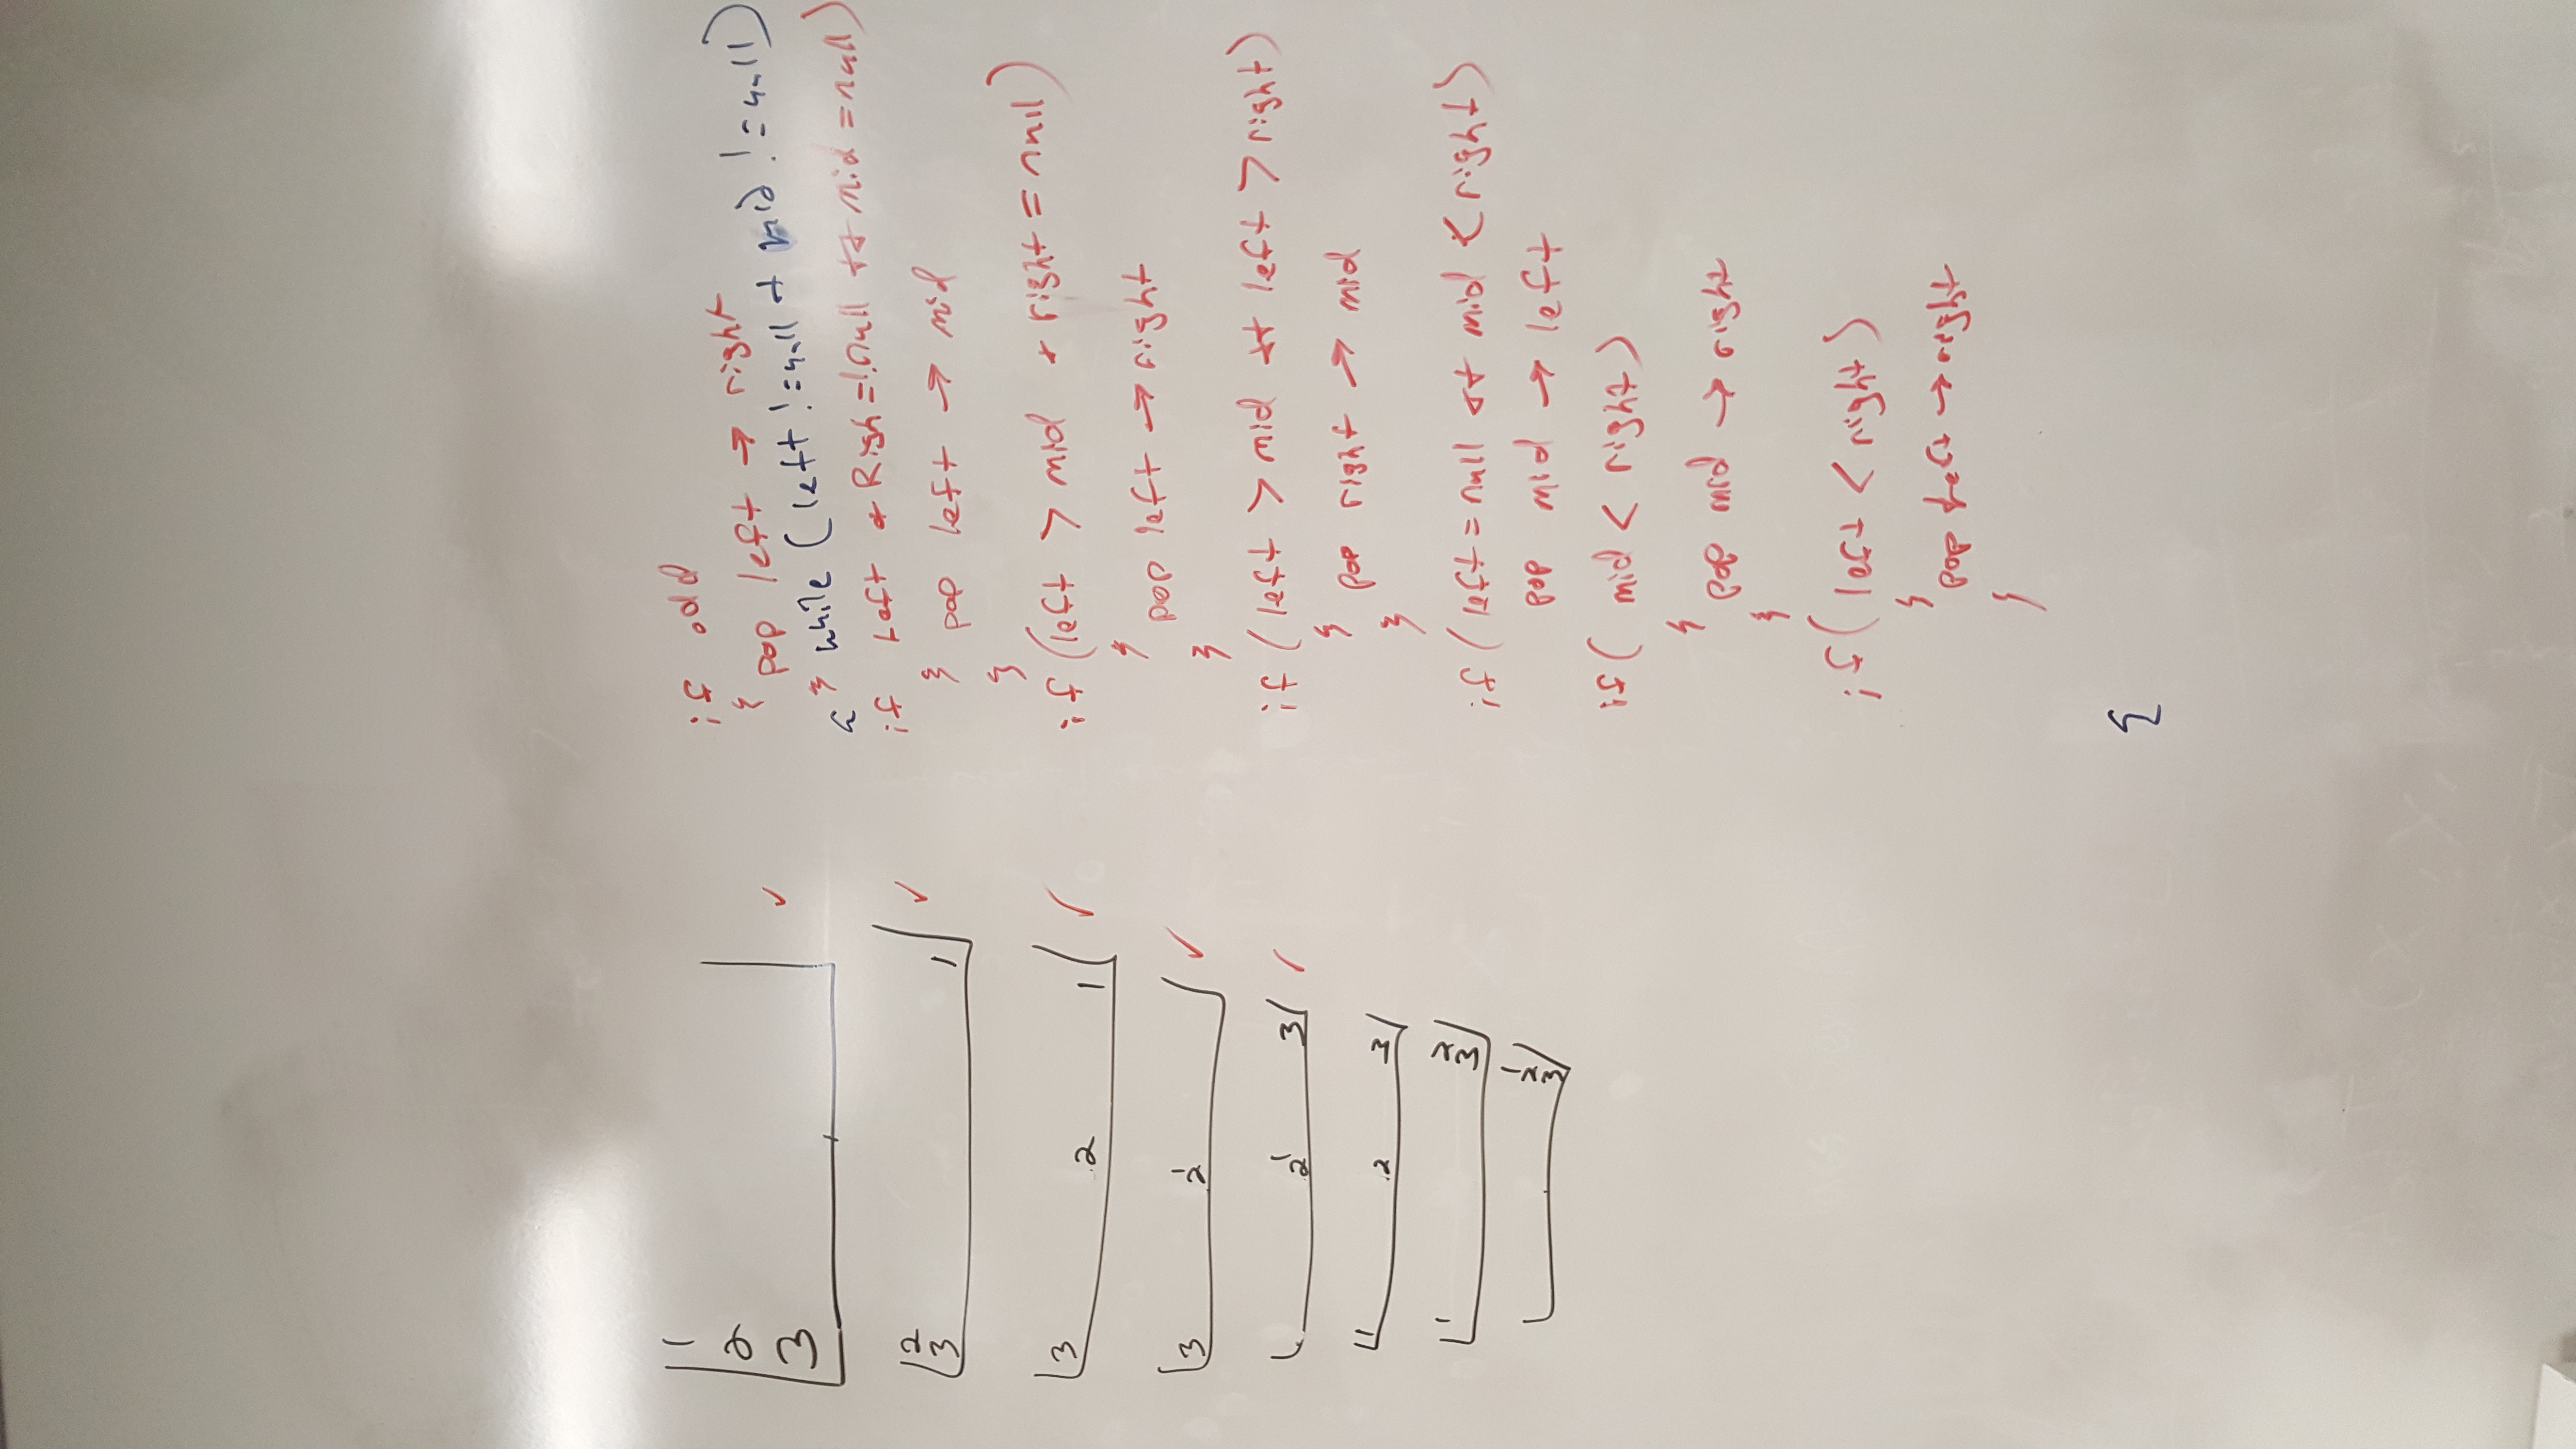 1
2
3
2
3 1
3 2 1
3 1
2
1
2 3
1 2 3
1 2
3
1
2
3
if odd
{ pop left → right
} while (left != null + mid != null)
if Left + Righ =! null ++ mid = null)
{ pop left → mid
}
if (left > mid + right = null)
{
pop left → right
}
if (left > mid ++ left > right)
{
pop right → mid
}
if (left = null ++ mid < right)
pop mid → left
if ( mid < right )
{
pop mid → right
}
if ( left < right )
{
pop Left → right
}
{